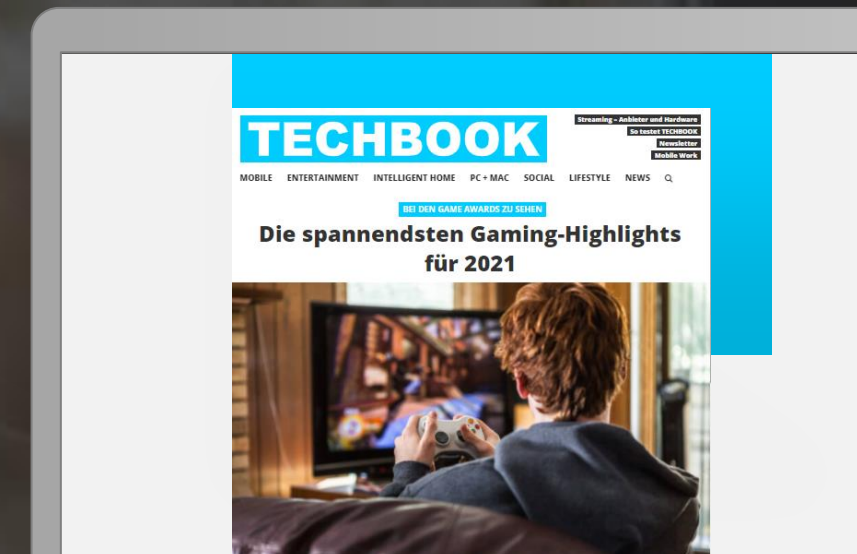 TECHBOOK
Streaming – Anbieter und Hardware
So testet TECHBOOK
Newsletter
Mobile Work
MOBILE ENTERTAINMENT INTELLIGENT HOME PC + MAC SOCIAL LIFESTYLE NEWS
BEI DEN GAME AWARDS ZU SEHEN
Die spannendsten Gaming-Highlights
für 2021